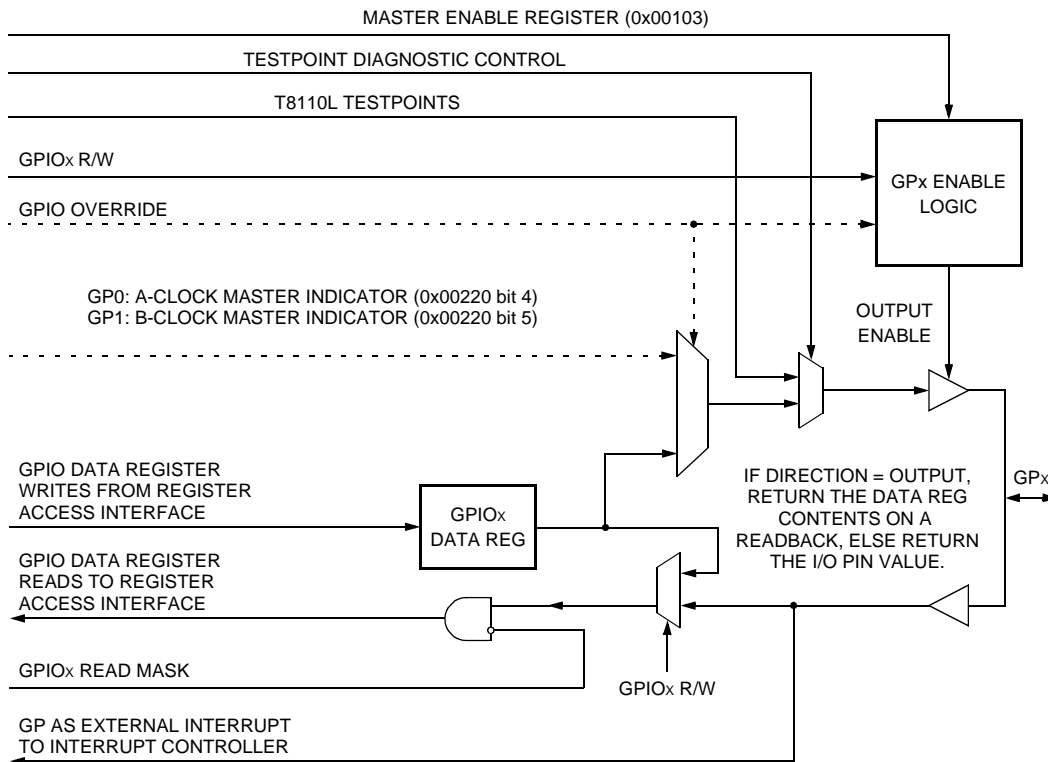 MASTER ENABLE REGISTER (0x00103)
TESTPOINT DIAGNOSTIC CONTROL
T8110L TESTPOINTS
GPIOx R/W
GPx ENABLE
LOGIC
GPIO OVERRIDE
GP0: A-CLOCK MASTER INDICATOR (0x00220 bit 4)
GP1: B-CLOCK MASTER INDICATOR (0x00220 bit 5)
OUTPUT
ENABLE
GPIO DATA REGISTER
WRITES FROM REGISTER
ACCESS INTERFACE
GPIOx
DATA REG
IF DIRECTION = OUTPUT,
RETURN THE DATA REG
CONTENTS ON A
READBACK, ELSE RETURN
THE I/O PIN VALUE.
GPx
GPIO DATA REGISTER
READS TO REGISTER
ACCESS INTERFACE
GPIOx READ MASK
GPIOx R/W
GP AS EXTERNAL INTERRUPT
TO INTERRUPT CONTROLLER